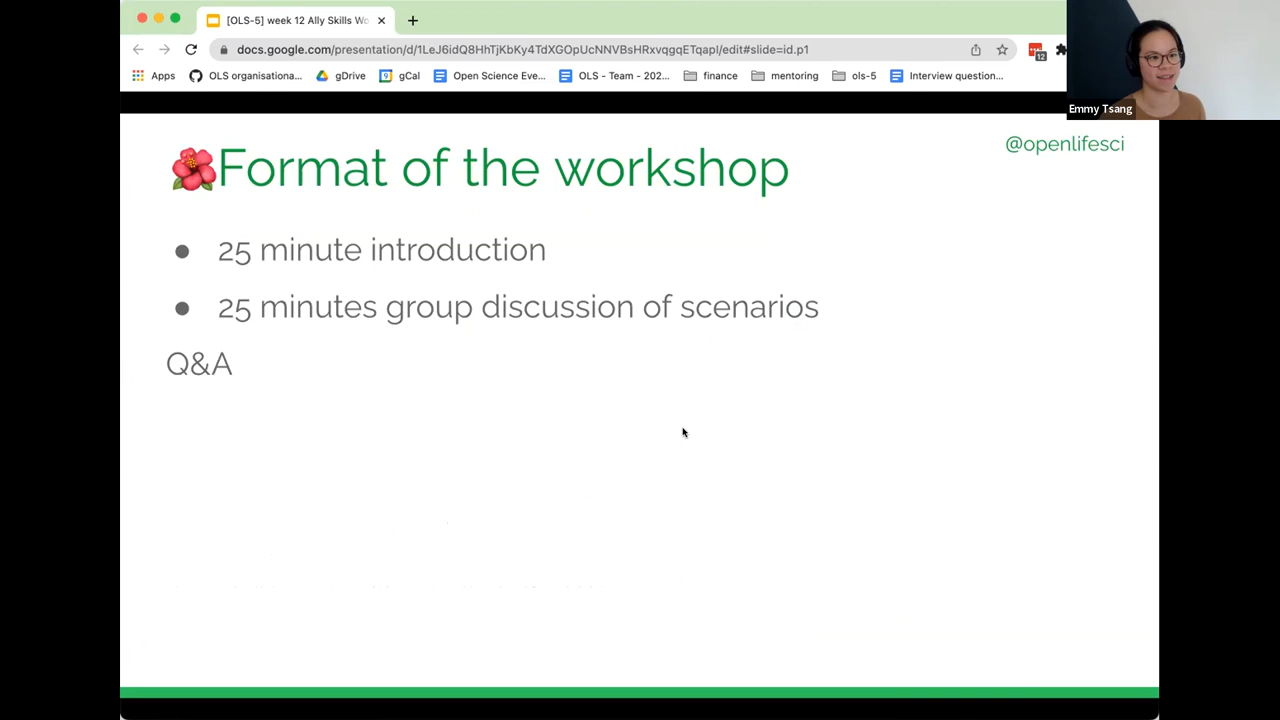 [OLS-5] week 12 Ally Skills Wo
docs.google.com/presentation/d/1LeJ6idQ8HhTjKbKy4TdXGOpUcNNVBsHRxvqgqETqapI/edit#slide=id.p1
12
Apps
OLS organisationa...
gDrive
gCal
Open Science Eve...
OLS - Team - 202...
finance
mentoring
ols-5
Interview question...
Emmy Tsang
@openlifesci
Format of the workshop
● 25 minute introduction
● 25 minutes group discussion of scenarios
Q&A